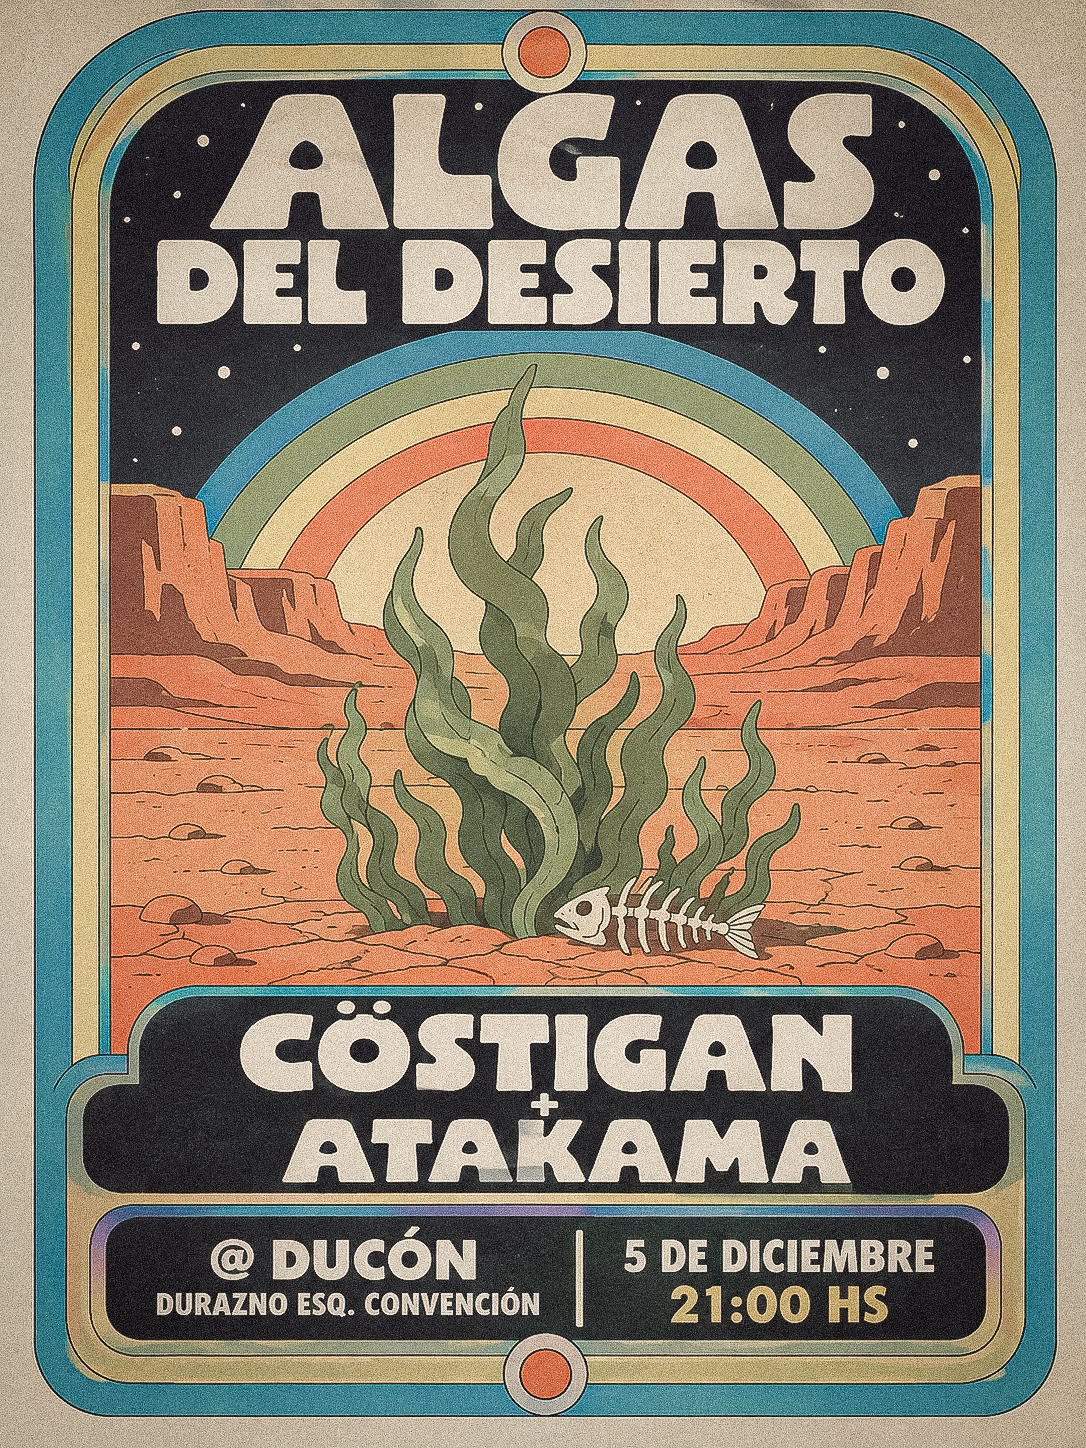 ALGAS
DEL DESIERTO
CÖSTIGAN
+
ATAKAMA
@ DUCÓN
DURAZNO ESQ. CONVENCIÓN
5 DE DICIEMBRE
21:00 HS